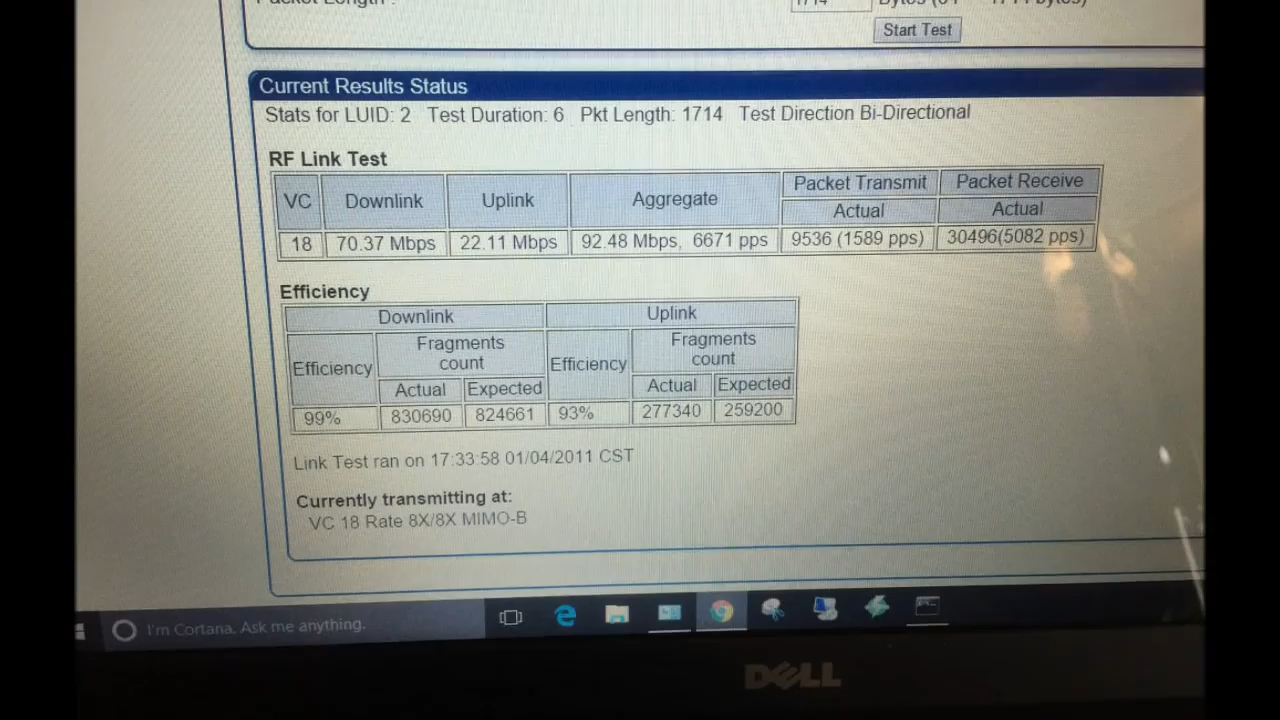 Packet Length :
1714
Start Test
Current Results Status
Stats for LUID: 2 Test Duration: 6 Pkt Length: 1714 Test Direction Bi-Directional
RF Link Test
VC Downlink Uplink Aggregate Packet Transmit Packet Receive
Actual Actual
18 70.37 Mbps 22.11 Mbps 92.48 Mbps, 6671 pps 9536 (1589 pps) 30496(5082 pps)
Efficiency
Downlink Uplink
Efficiency Fragments count Efficiency Fragments count
Actual Expected Actual Expected
99% 830690 824661 93% 277340 259200
Link Test ran on 17:33:58 01/04/2011 CST
Currently transmitting at:
VC 18 Rate 8X/8X MIMO-B
I'm Cortana. Ask me anything.
DELL